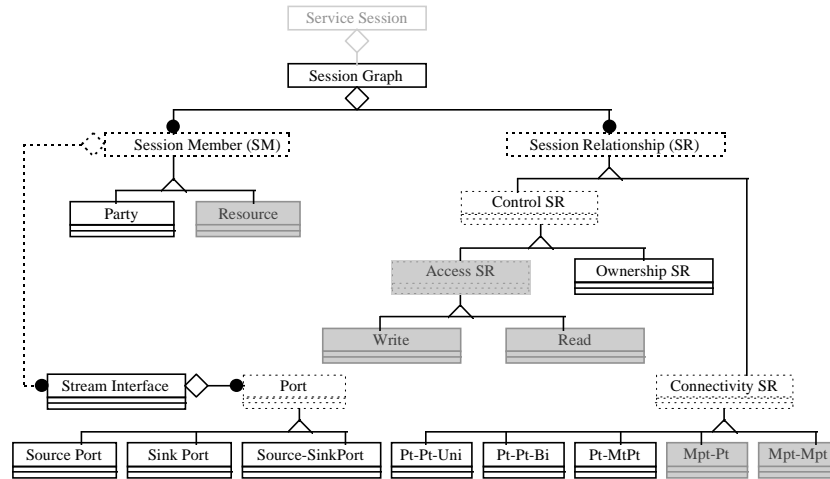 Service Session
Session Graph
Session Member (SM)
Session Relationship (SR)
Party
Resource
Control SR
Access SR
Ownership SR
Write
Read
Stream Interface
Port
Connectivity SR
Source Port
Sink Port
Source-SinkPort
Pt-Pt-Uni
Pt-Pt-Bi
Pt-MtPt
Mpt-Pt
Mpt-Mpt